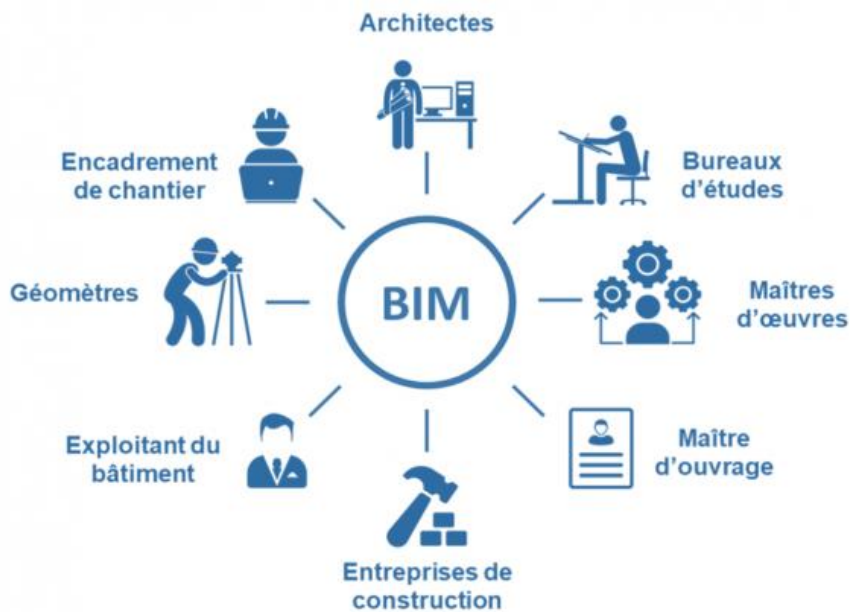 Architectes
Encadrement
de chantier
Bureaux
d'études
Géomètres
BIM
Maîtres
d'œuvres
Exploitant du
bâtiment
Maître
d'ouvrage
Entreprises de
construction